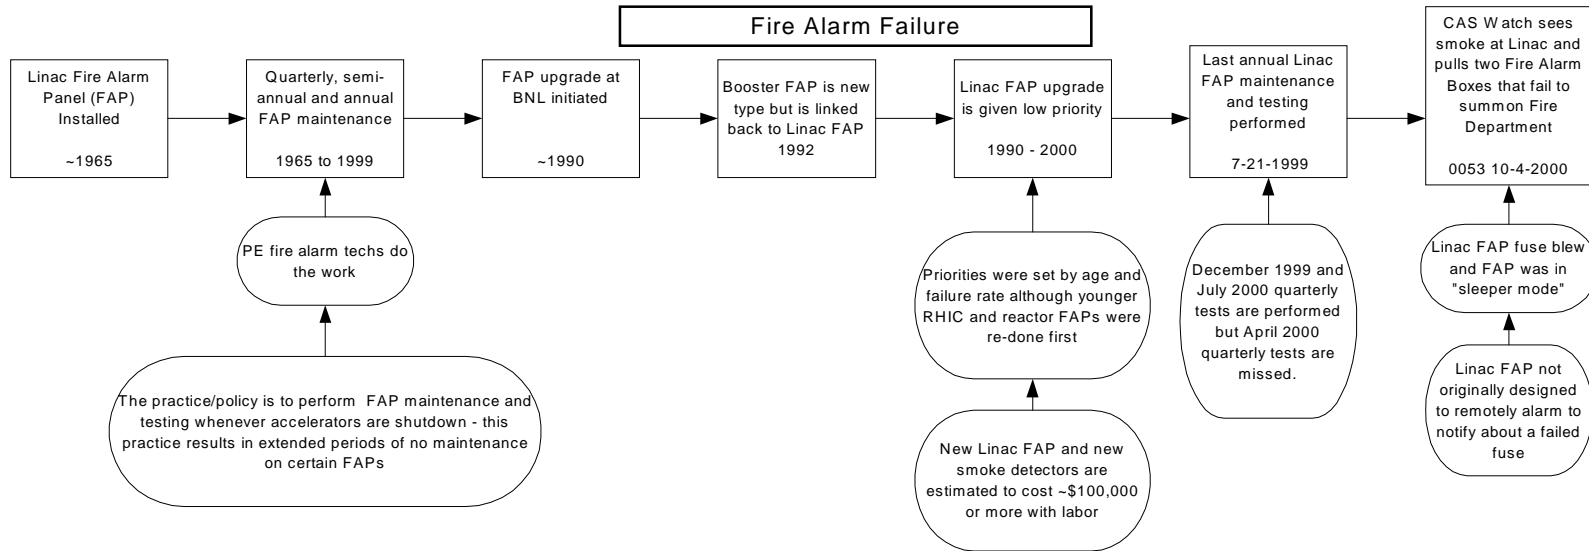 Fire Alarm Failure
Linac Fire Alarm
Panel (FAP)
Installed
~1965
Quarterly, semi-
annual and annual
FAP maintenance
1965 to 1999
FAP upgrade at
BNL initiated
~1990
Booster FAP is new
type but is linked
back to Linac FAP
1992
Linac FAP upgrade
is given low priority
1990 - 2000
Last annual Linac
FAP maintenance
and testing
performed
7-21-1999
CAS Watch sees
smoke at Linac and
pulls two Fire Alarm
Boxes that fail to
summon Fire
Department
0053 10-4-2000
PE fire alarm techs do
the work
The practice/policy is to perform FAP maintenance and
testing whenever accelerators are shutdown - this
practice results in extended periods of no maintenance
on certain FAPs
Priorities were set by age and
failure rate although younger
RHIC and reactor FAPs were
re-done first
New Linac FAP and new
smoke detectors are
estimated to cost ~$100,000
or more with labor
December 1999 and
July 2000 quarterly
tests are performed
but April 2000
quarterly tests are
missed.
Linac FAP fuse blew
and FAP was in
"sleeper mode"
Linac FAP not
originally designed
to remotely alarm to
notify about a failed
fuse